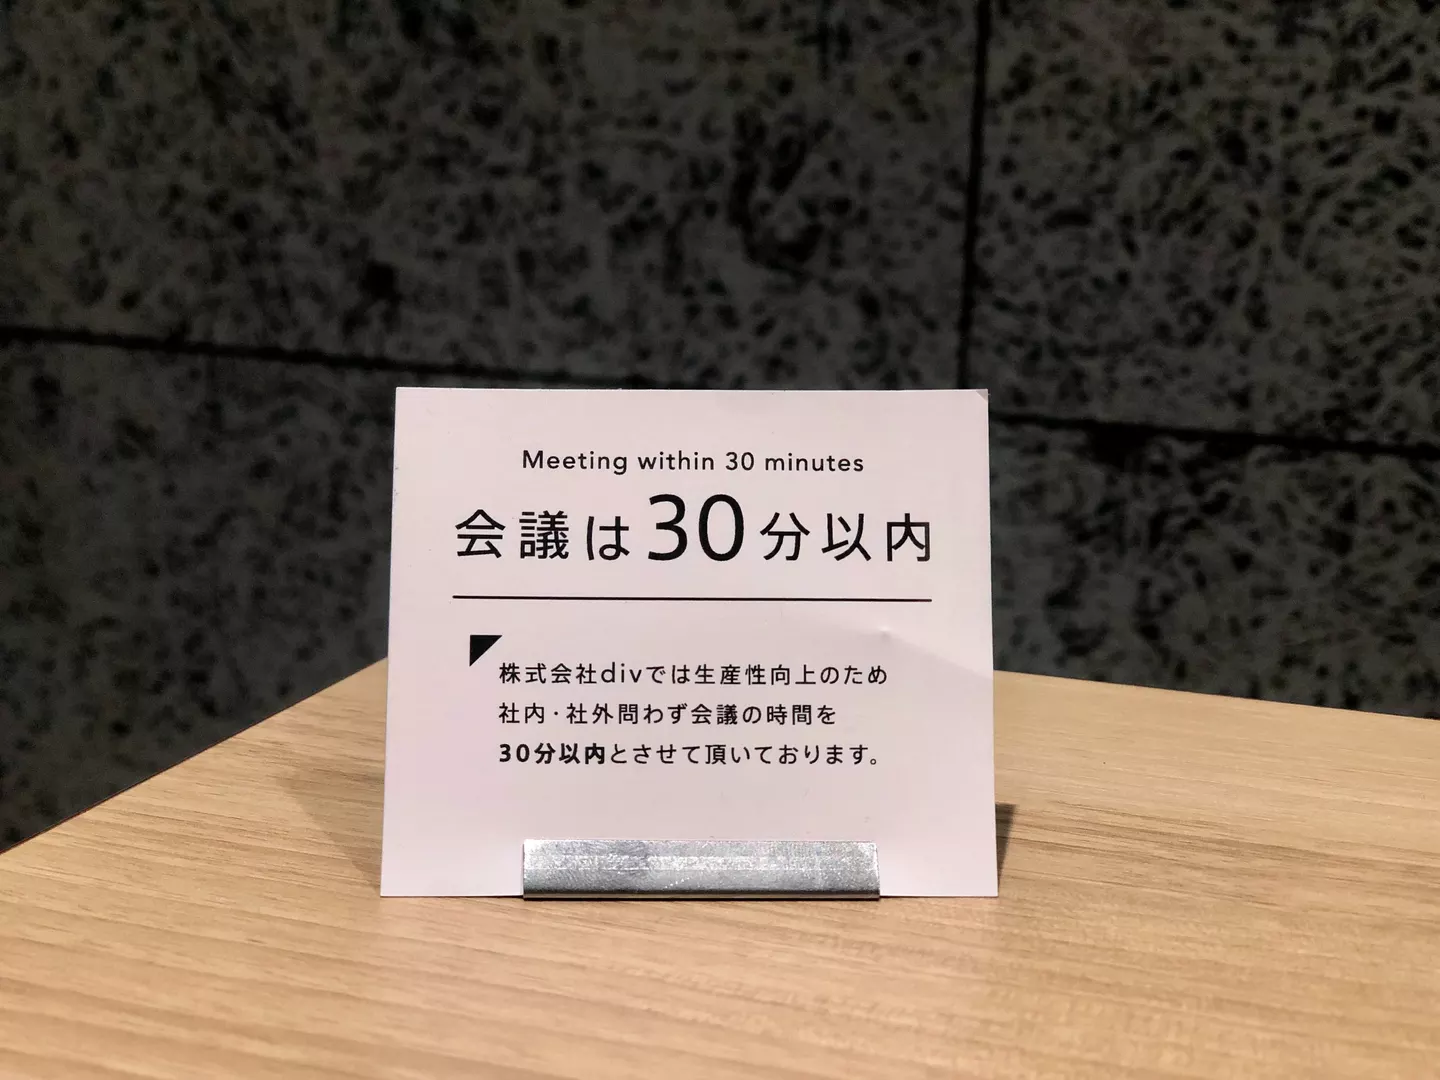 Meeting within 30 minutes
会議は30分以内
株式会社divでは生産性向上のため
社内・社外問わず会議の時間を
30分以内とさせて頂いております。